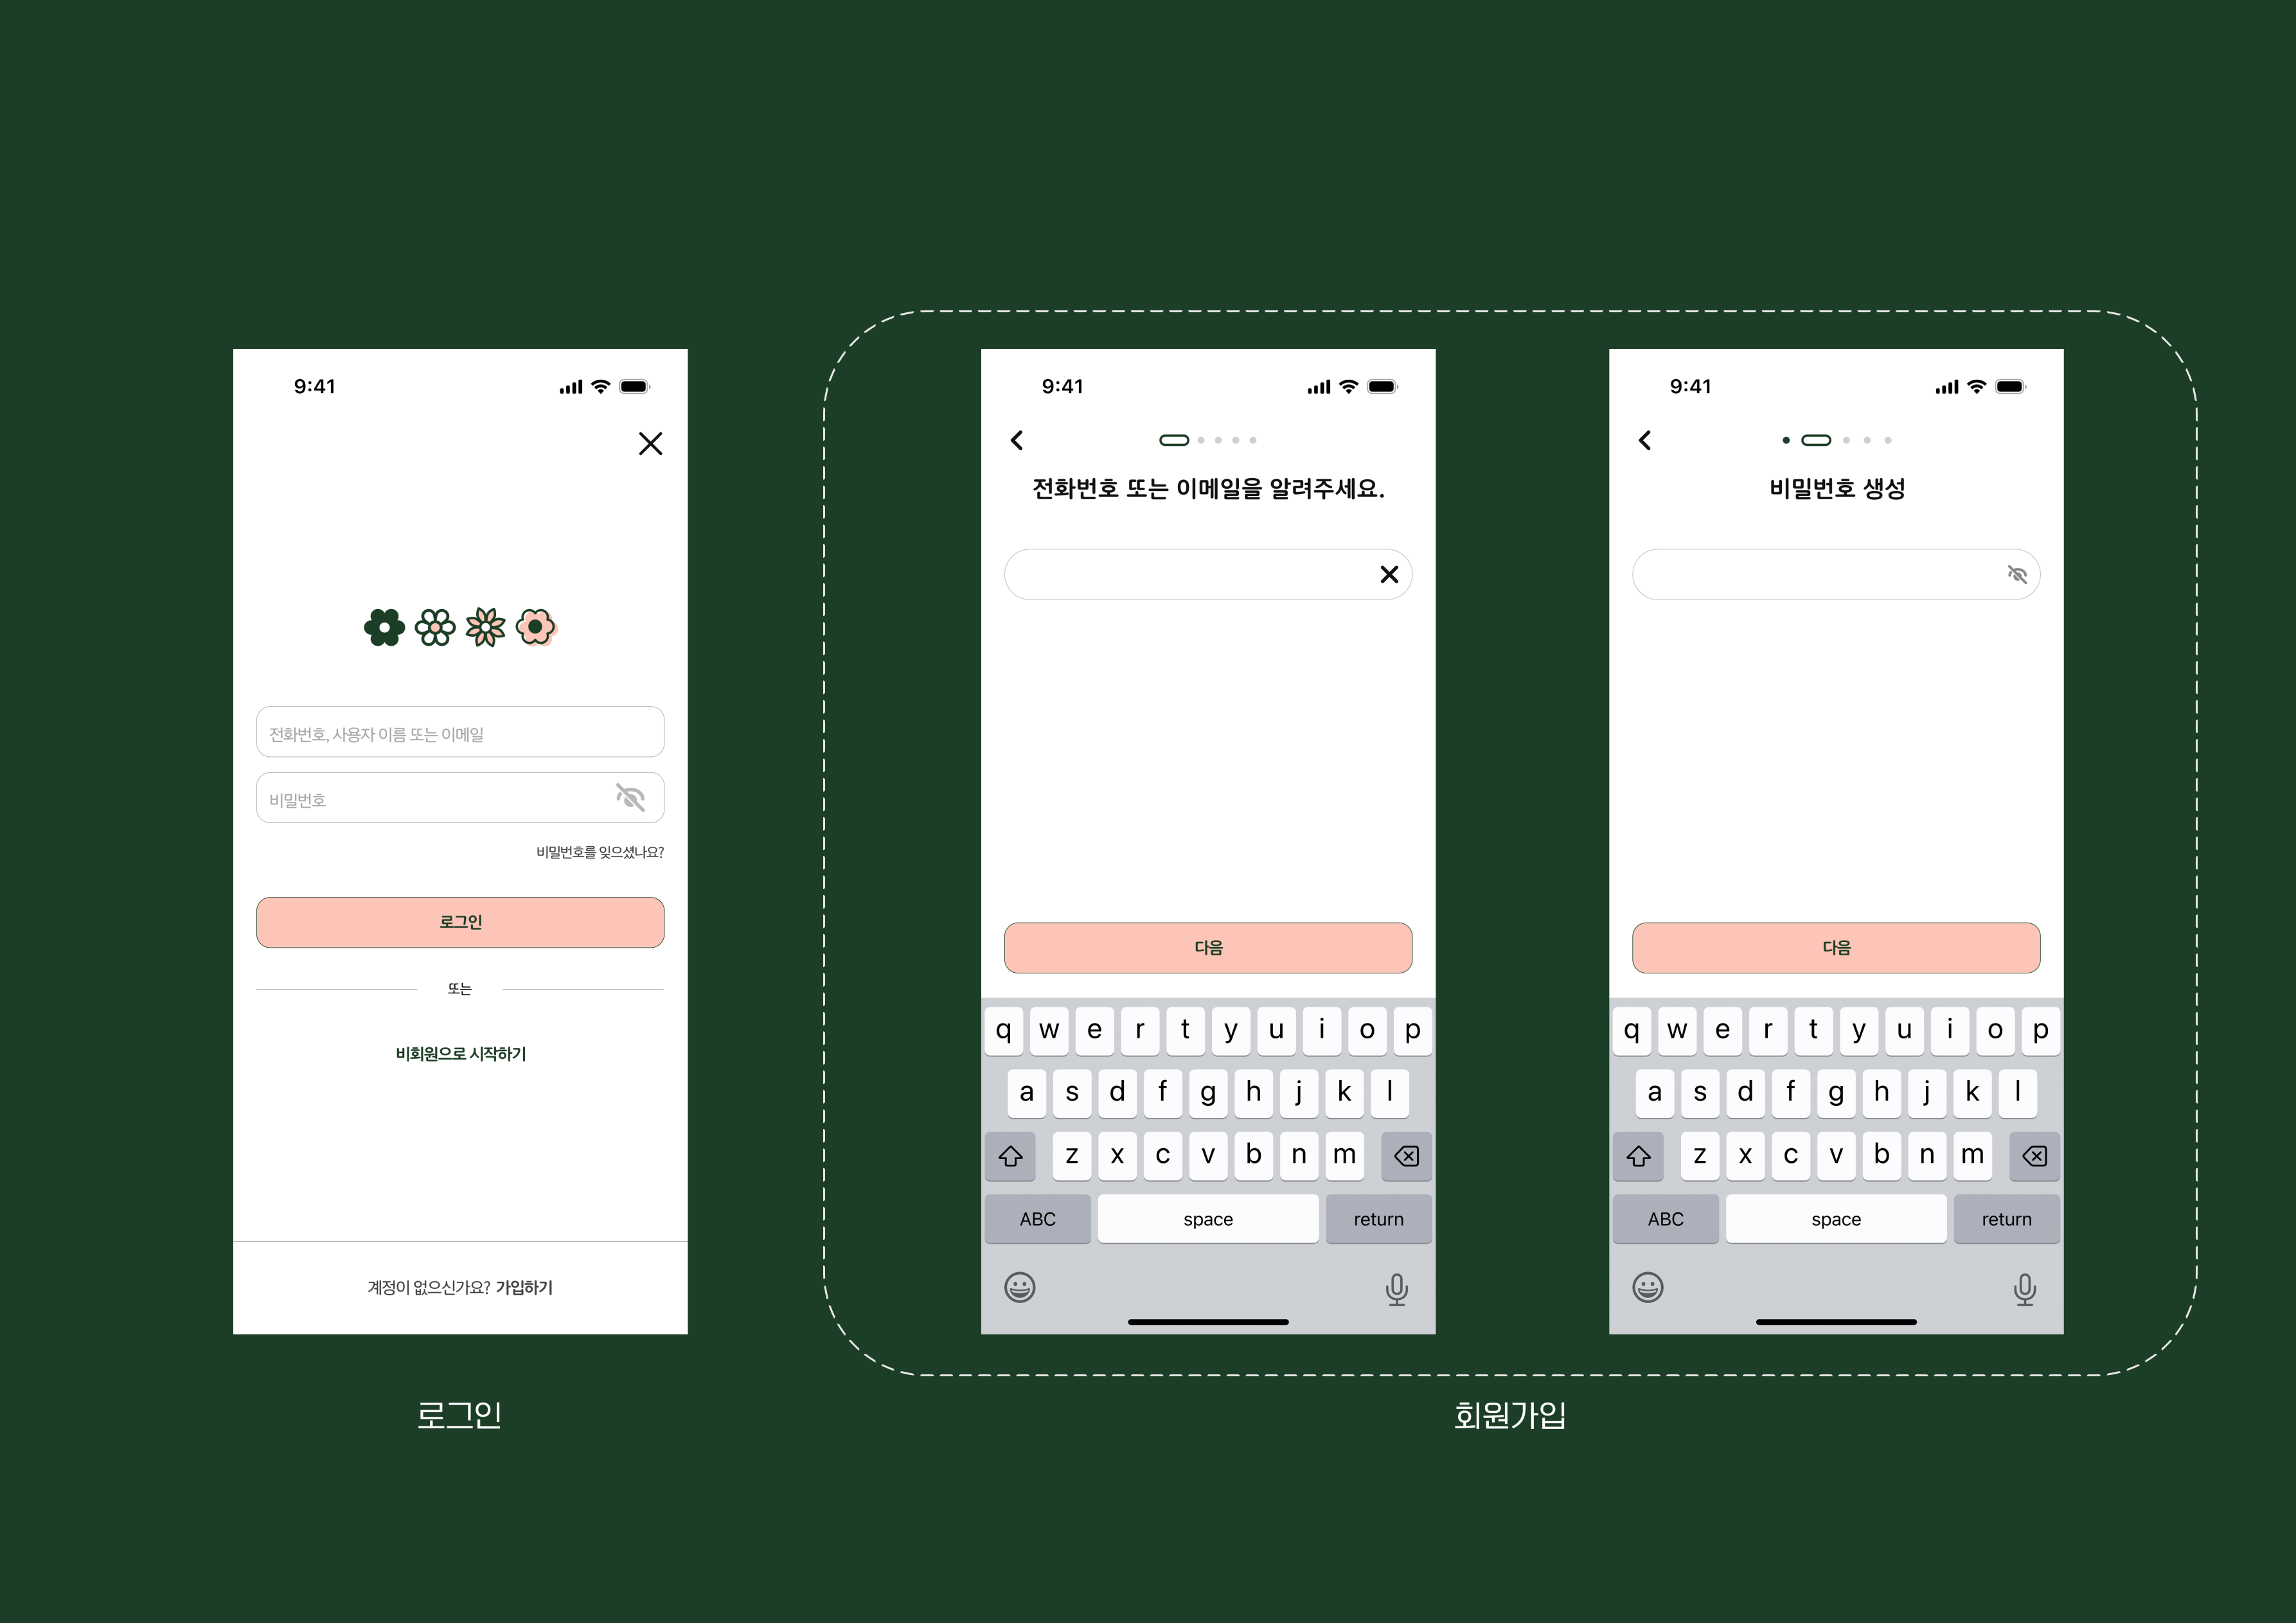 9:41
전화번호, 사용자 이름 또는 이메일
비밀번호
비밀번호를 잊으셨나요?
로그인
또는
비회원으로 시작하기
계정이 없으신가요? 가입하기
로그인
9:41
전화번호 또는 이메일을 알려주세요.
다음
q w e r t y u i o p
a s d f g h j k l
z x c v b n m
ABC space return
9:41
비밀번호 생성
다음
q w e r t y u i o p
a s d f g h j k l
z x c v b n m
ABC space return
회원가입